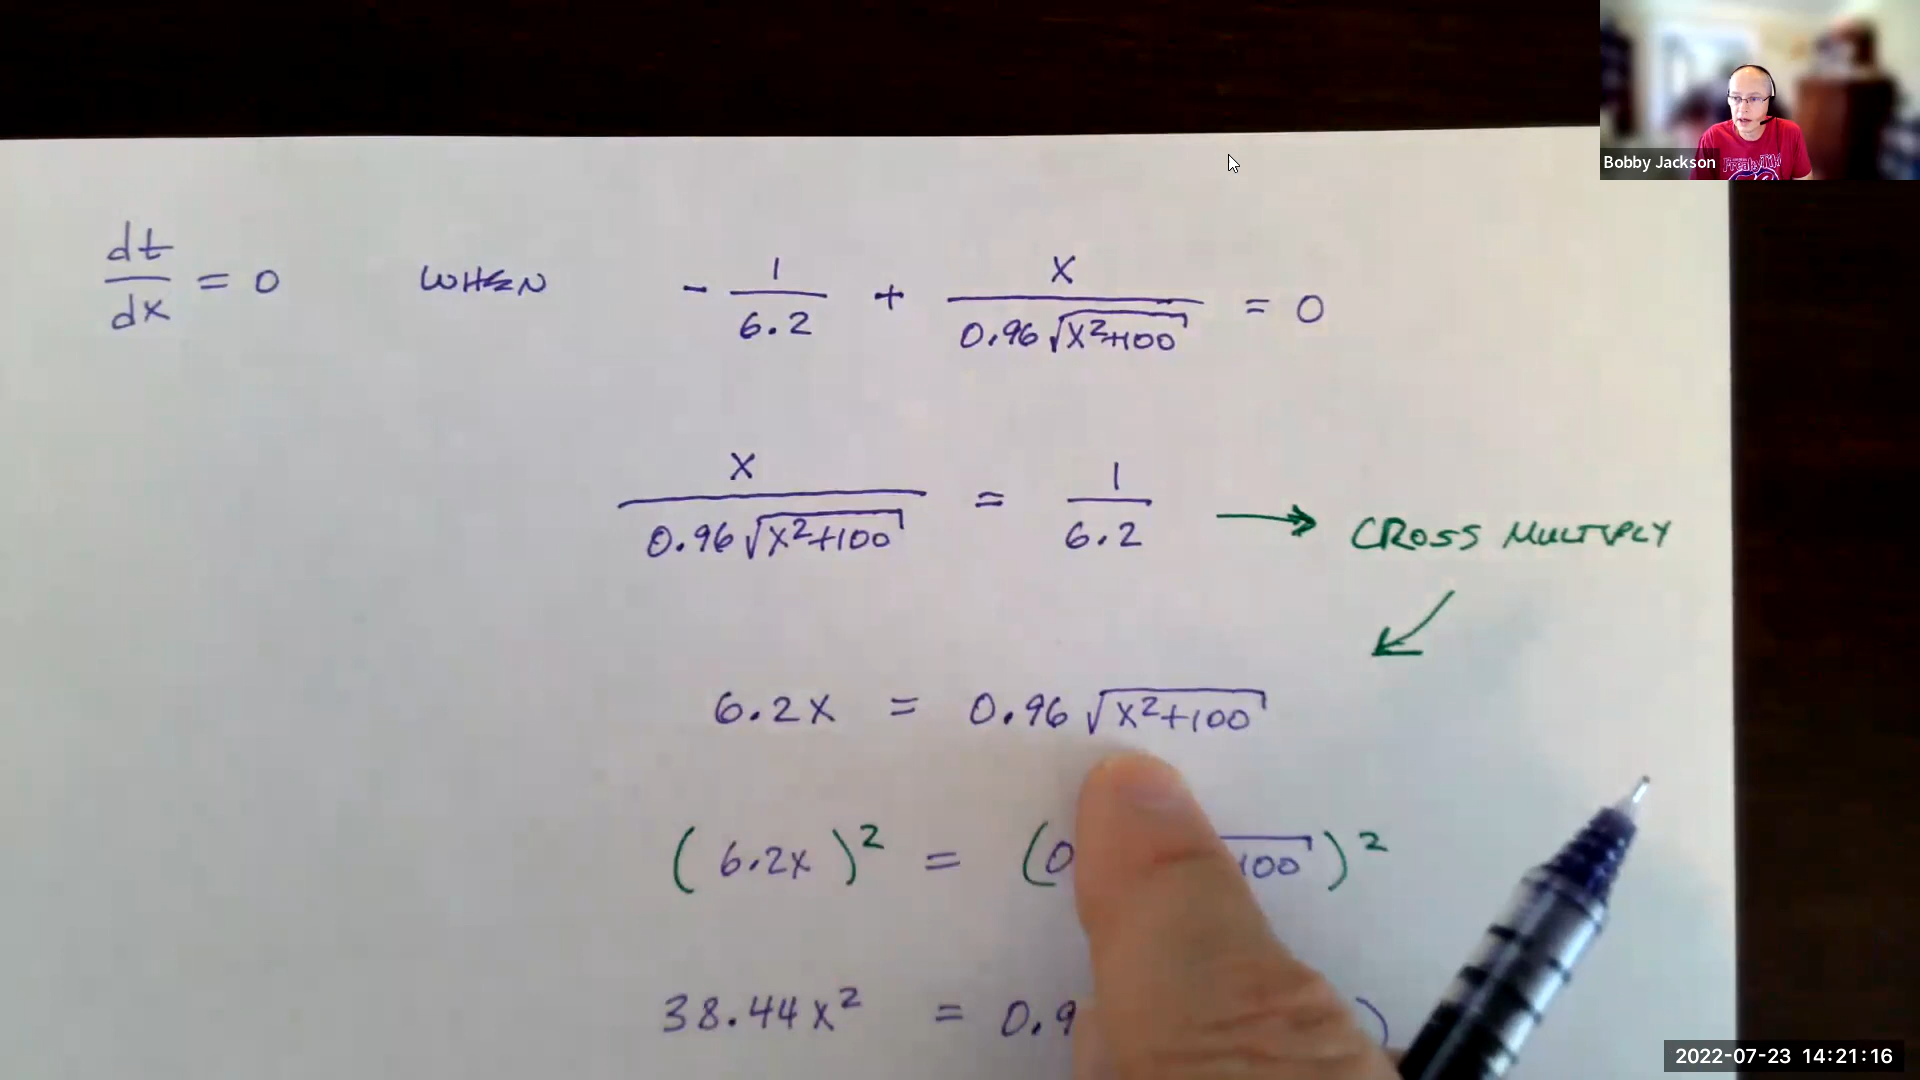 Bobby Jackson
dt/dx = 0 WHEN - 1/6.2 + x/(0.96 √(x²+100)) = 0
x/(0.96 √(x²+100)) = 1/6.2 → CROSS MULTIPLY
6.2x = 0.96 √(x²+100)
(6.2x)² = (0 100)²
38.44x² = 0.9 )
2022-07-23 14:21:16